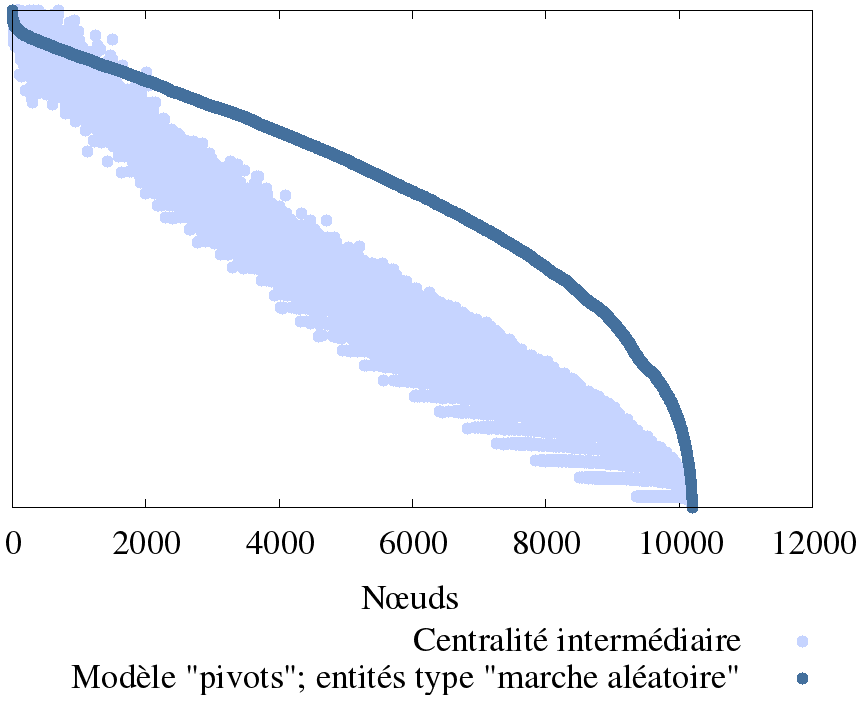 0 2000 4000 6000 8000 10000 12000
Nœuds
Centralité intermédiaire
Modèle "pivots"; entités type "marche aléatoire"